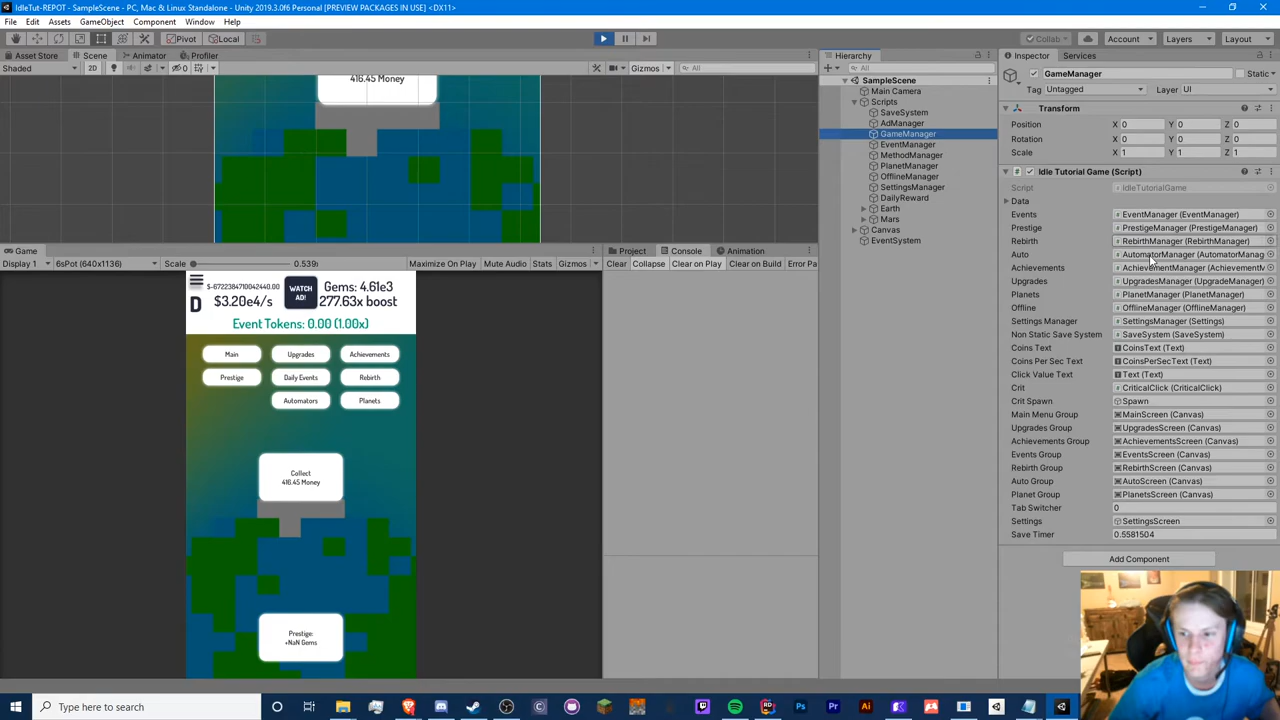 IdleTut-REPOT - SampleScene - PC, Mac & Linux Standalone - Unity 2019.3.0f6 Personal [PREVIEW PACKAGES IN USE] <DX11>
File Edit Assets GameObject Component Window Help
Pivot Local Collab Account Layers Layout
Asset Store Scene Animator Profiler
Shaded 2D 0 Gizmos All
416.45 Money
Game
Display 1 6sPot (640x1136) Scale 0.539 Maximize On Play Mute Audio Stats Gizmos
$-6722384710042440.00
$3.20e4/s
D
WATCH
AD!
Gems: 4.61e3
277.63x boost
Event Tokens: 0.00 (1.00x)
Main Upgrades Achievements
Prestige Daily Events Rebirth
Automators Planets
Collect
416.45 Money
Prestige:
+NaN Gems
Project Console Animation
Clear Collapse Clear on Play Clear on Build Error Pa
Hierarchy
All
SampleScene
Main Camera
Scripts
SaveSystem
AdManager
GameManager
EventManager
MethodManager
PlanetManager
OfflineManager
SettingsManager
DailyReward
Earth
Mars
Canvas
EventSystem
Inspector Services
GameManager Static
Tag Untagged Layer UI
Transform
Position X 0 Y 0 Z 0
Rotation X 0 Y 0 Z 0
Scale X 1 Y 1 Z 1
Idle Tutorial Game (Script)
Script IdleTutorialGame
Data
Events EventManager (EventManager)
Prestige PrestigeManager (PrestigeManager)
Rebirth RebirthManager (RebirthManager)
Auto AutomatorManager (AutomatorManag
Achievements AchievementManager (AchievementM
Upgrades UpgradesManager (UpgradeManager)
Planets PlanetManager (PlanetManager)
Offline OfflineManager (OfflineManager)
Settings Manager SettingsManager (Settings)
Non Static Save System SaveSystem (SaveSystem)
Coins Text CoinsText (Text)
Coins Per Sec Text CoinsPerSecText (Text)
Click Value Text Text (Text)
Crit CriticalClick (CriticalClick)
Crit Spawn Spawn
Main Menu Group MainScreen (Canvas)
Upgrades Group UpgradesScreen (Canvas)
Achievements Group AchievementsScreen (Canvas)
Events Group EventsScreen (Canvas)
Rebirth Group RebirthScreen (Canvas)
Auto Group AutoScreen (Canvas)
Planet Group PlanetsScreen (Canvas)
Tab Switcher 0
Settings SettingsScreen
Save Timer 0.5581504
Add Component
Type here to search